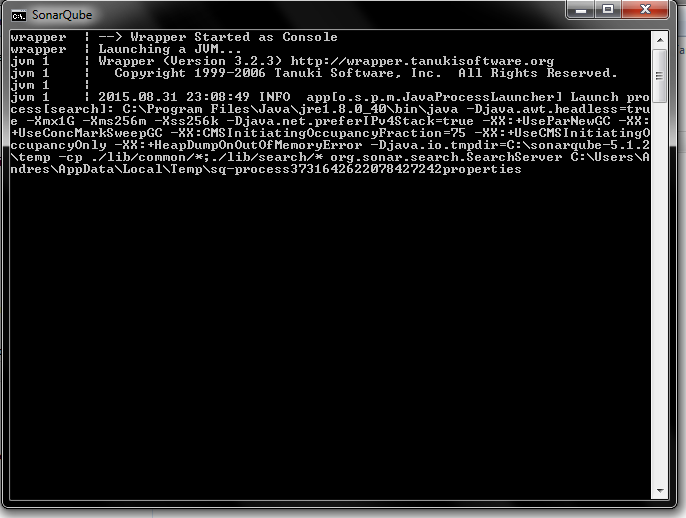 SonarQube
wrapper  | --> Wrapper Started as Console
wrapper  | Launching a JVM...
jvm 1    | Wrapper (Version 3.2.3) http://wrapper.tanukisoftware.org
jvm 1    |   Copyright 1999-2006 Tanuki Software, Inc.  All Rights Reserved.
jvm 1    |
jvm 1    | 2015.08.31 23:08:49 INFO  app[o.s.p.m.JavaProcessLauncher] Launch pro
cess[search]: C:\Program Files\Java\jre1.8.0_40\bin\java -Djava.awt.headless=tru
e -Xmx1G -Xms256m -Xss256k -Djava.net.preferIPv4Stack=true -XX:+UseParNewGC -XX:
+UseConcMarkSweepGC -XX:CMSInitiatingOccupancyFraction=75 -XX:+UseCMSInitiatingO
ccupancyOnly -XX:+HeapDumpOnOutOfMemoryError -Djava.io.tmpdir=C:\sonarqube-5.1.2
\temp -cp ./lib/common/*;./lib/search/* org.sonar.search.SearchServer C:\Users\A
ndres\AppData\Local\Temp\sq-process3731642622078427242properties